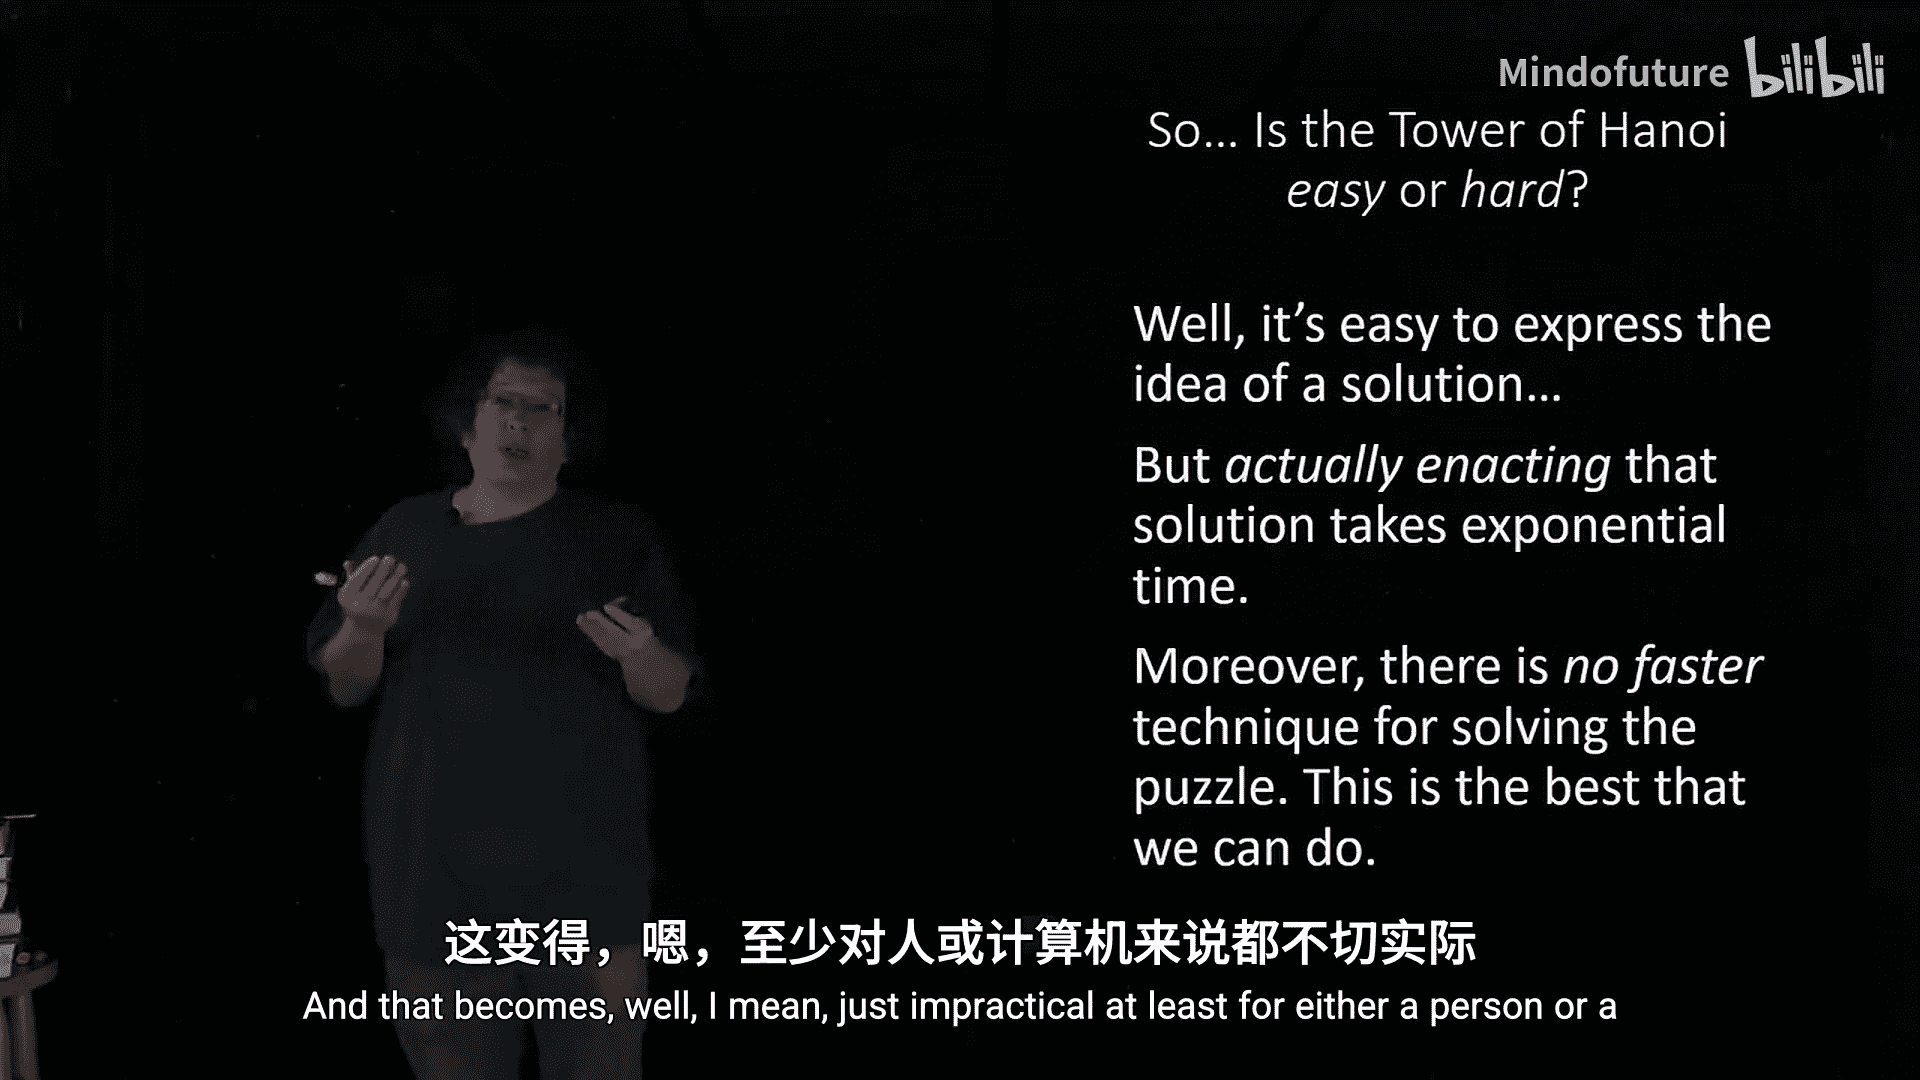 Mindofuture bilibili
So... Is the Tower of Hanoi
easy or hard?
Well, it’s easy to express the
idea of a solution...
But actually enacting that
solution takes exponential
time.
Moreover, there is no faster
technique for solving the
puzzle. This is the best that
we can do.
这变得，嗯，至少对人或计算机来说都不切实际
And that becomes, well, I mean, just impractical at least for either a person or a